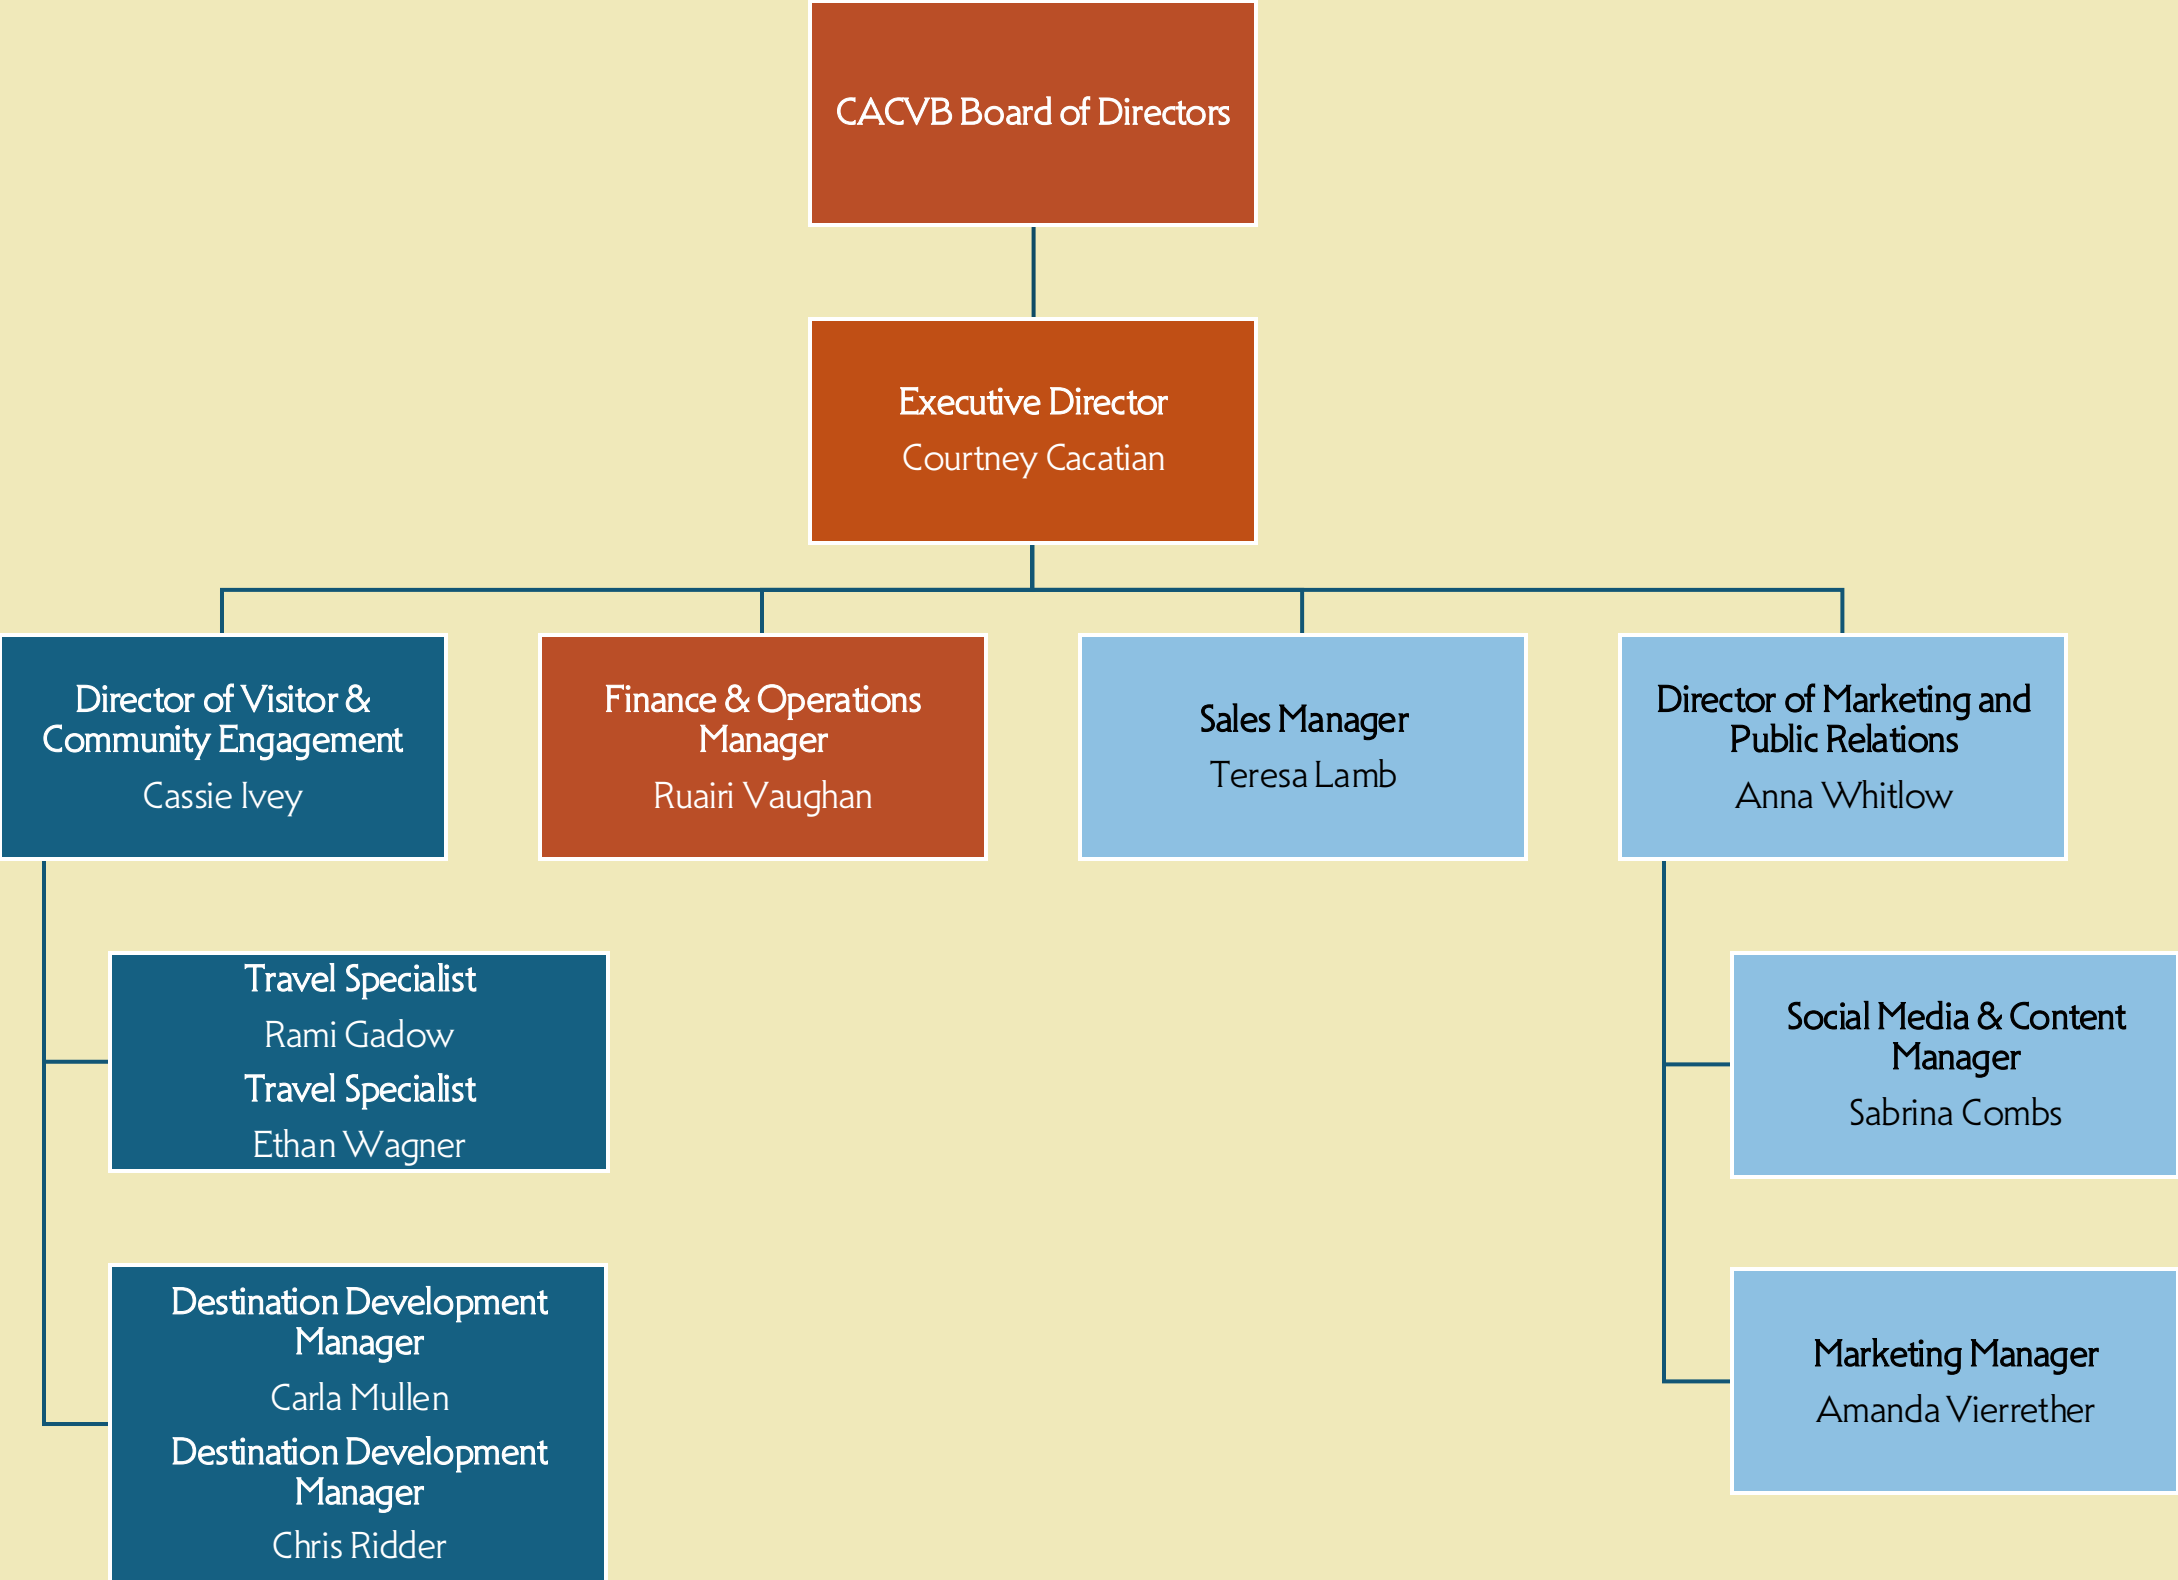 CACVB Board of Directors
Executive Director
Courtney Cacatian
Director of Visitor &
Community Engagement
Cassie Ivey
Finance & Operations
Manager
Ruairi Vaughan
Sales Manager
Teresa Lamb
Director of Marketing and
Public Relations
Anna Whitlow
Travel Specialist
Rami Gadow
Travel Specialist
Ethan Wagner
Social Media & Content
Manager
Sabrina Combs
Destination Development
Manager
Carla Mullen
Destination Development
Manager
Chris Ridder
Marketing Manager
Amanda Vierrether